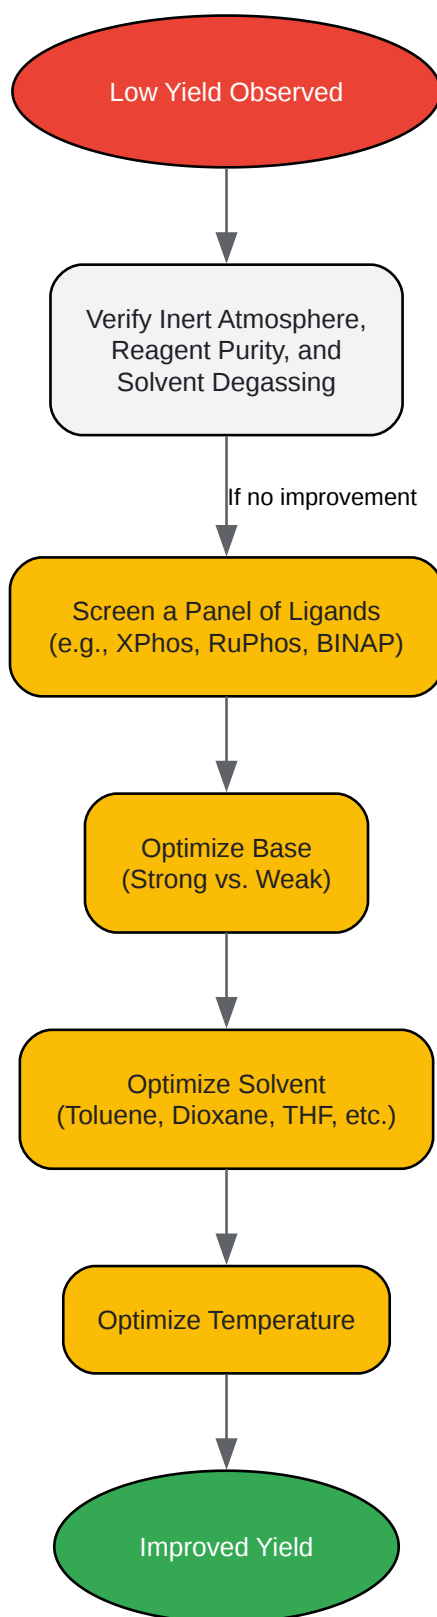 Low Yield Observed
Verify Inert Atmosphere,
Reagent Purity, and
Solvent Degassing
If no improvement
Screen a Panel of Ligands
(e.g., XPhos, RuPhos, BINAP)
Optimize Base
(Strong vs. Weak)
Optimize Solvent
(Toluene, Dioxane, THF, etc.)
Optimize Temperature
Improved Yield